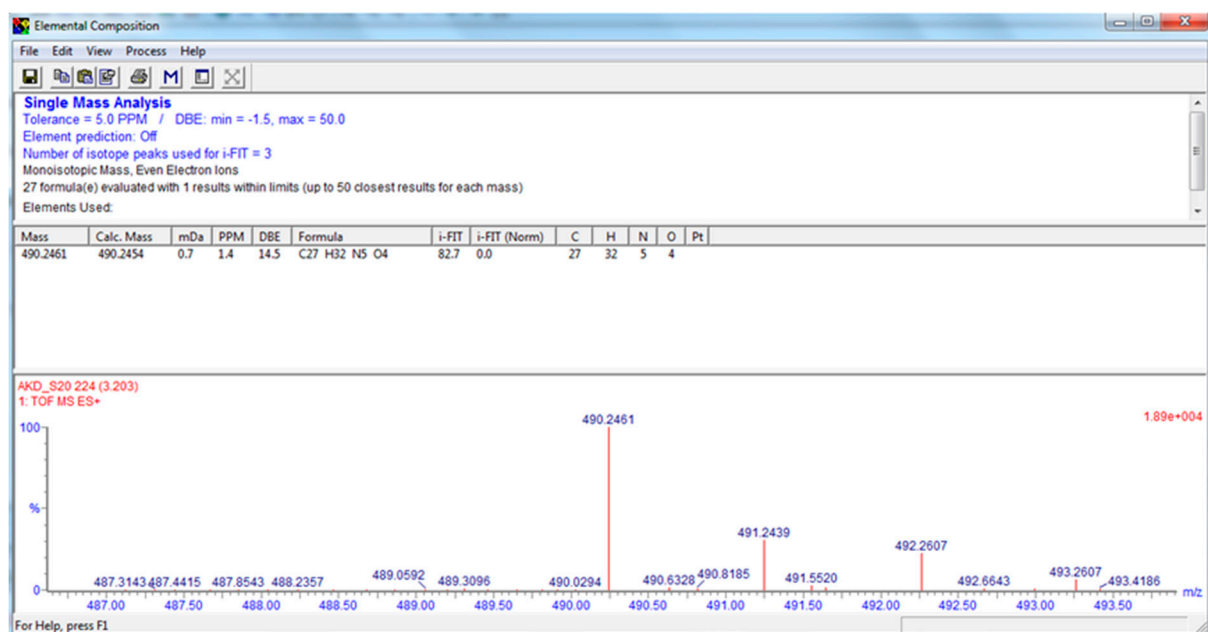 Elemental Composition
File Edit View Process Help
M
Single Mass Analysis
Tolerance = 5.0 PPM / DBE: min = -1.5, max = 50.0
Element prediction: Off
Number of isotope peaks used for i-FIT = 3
Monoisotopic Mass, Even Electron Ions
27 formula(e) evaluated with 1 results within limits (up to 50 closest results for each mass)
Elements Used:
Mass Calc. Mass mDa PPM DBE Formula i-FIT i-FIT (Norm) C H N O Pt
490.2461 490.2454 0.7 1.4 14.5 C27 H32 N5 O4 82.7 0.0 27 32 5 4
AKD_S20 224 (3.203)
1: TOF MS ES+
1.89e+004
100
490.2461
%
491.2439
492.2607
487.3143 487.4415 487.8543 488.2357 489.0592 489.3096 490.0294 490.6328 490.8185 491.5520 492.6643 493.2607 493.4186
0
m/z
487.00 487.50 488.00 488.50 489.00 489.50 490.00 490.50 491.00 491.50 492.00 492.50 493.00 493.50
For Help, press F1